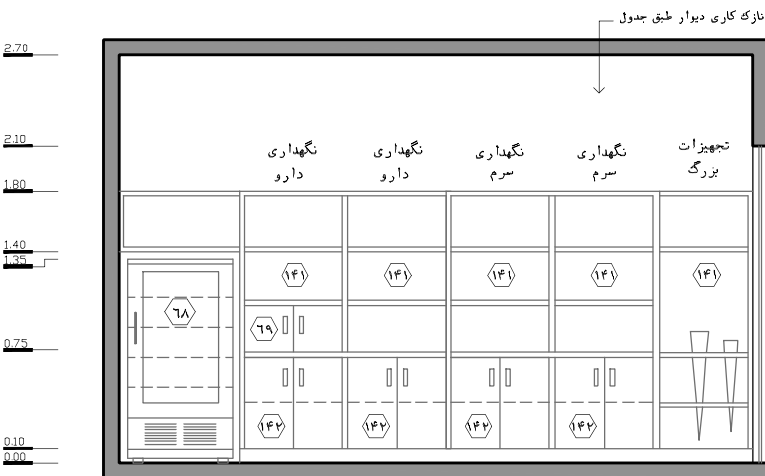 نازک کاری دیوار طبق جدول
2.70
2.10
تجهیزات
بزرگ
نگهداری
سرم
نگهداری
سرم
نگهداری
دارو
نگهداری
دارو
1.80
1.40
1.35
۱۴۱
۱۴۱
۱۴۱
۱۴۱
۱۴۱
۶۸
۶۹
0.75
۱۴۲
۱۴۲
۱۴۲
۱۴۲
0.10
0.00